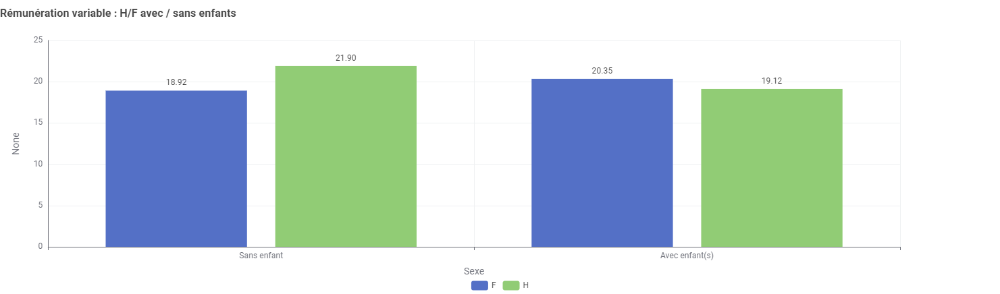 Rémunération variable : H/F avec / sans enfants
25
20
15
10
5
0
None
18.92
21.90
20.35
19.12
Sans enfant
Avec enfant(s)
Sexe
F
H